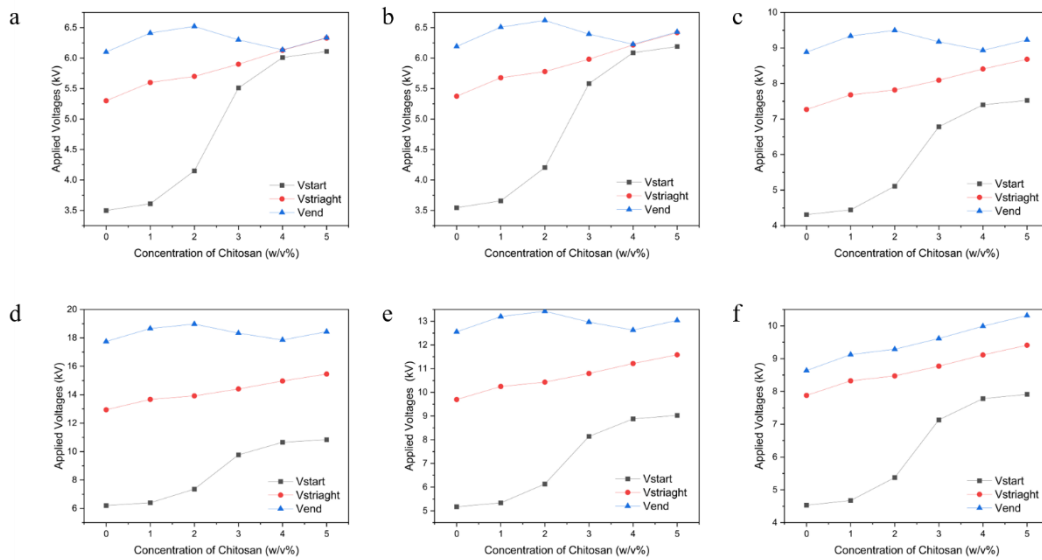 a
6.5
6.0
5.5
5.0
4.5
4.0
3.5
Applied Voltages (kV)
Vstart
Vstriaght
Vend
0 1 2 3 4 5
Concentration of Chitosan (w/v%)
b
6.5
6.0
5.5
5.0
4.5
4.0
3.5
Applied Voltages (kV)
Vstart
Vstriaght
Vend
0 1 2 3 4 5
Concentration of Chitosan (w/v%)
c
10
9
8
7
6
5
4
Applied Voltages (kV)
Vstart
Vstriaght
Vend
0 1 2 3 4 5
Concentration of Chitosan (w/v%)
d
20
18
16
14
12
10
8
6
Applied Voltages (kV)
Vstart
Vstriaght
Vend
0 1 2 3 4 5
Concentration of Chitosan (w/v%)
e
13
12
11
10
9
8
7
6
5
Applied Voltages (kV)
Vstart
Vstriaght
Vend
0 1 2 3 4 5
Concentration of Chitosan (w/v%)
f
10
9
8
7
6
5
4
Applied Voltages (kV)
Vstart
Vstriaght
Vend
0 1 2 3 4 5
Concentration of Chitosan (w/v%)